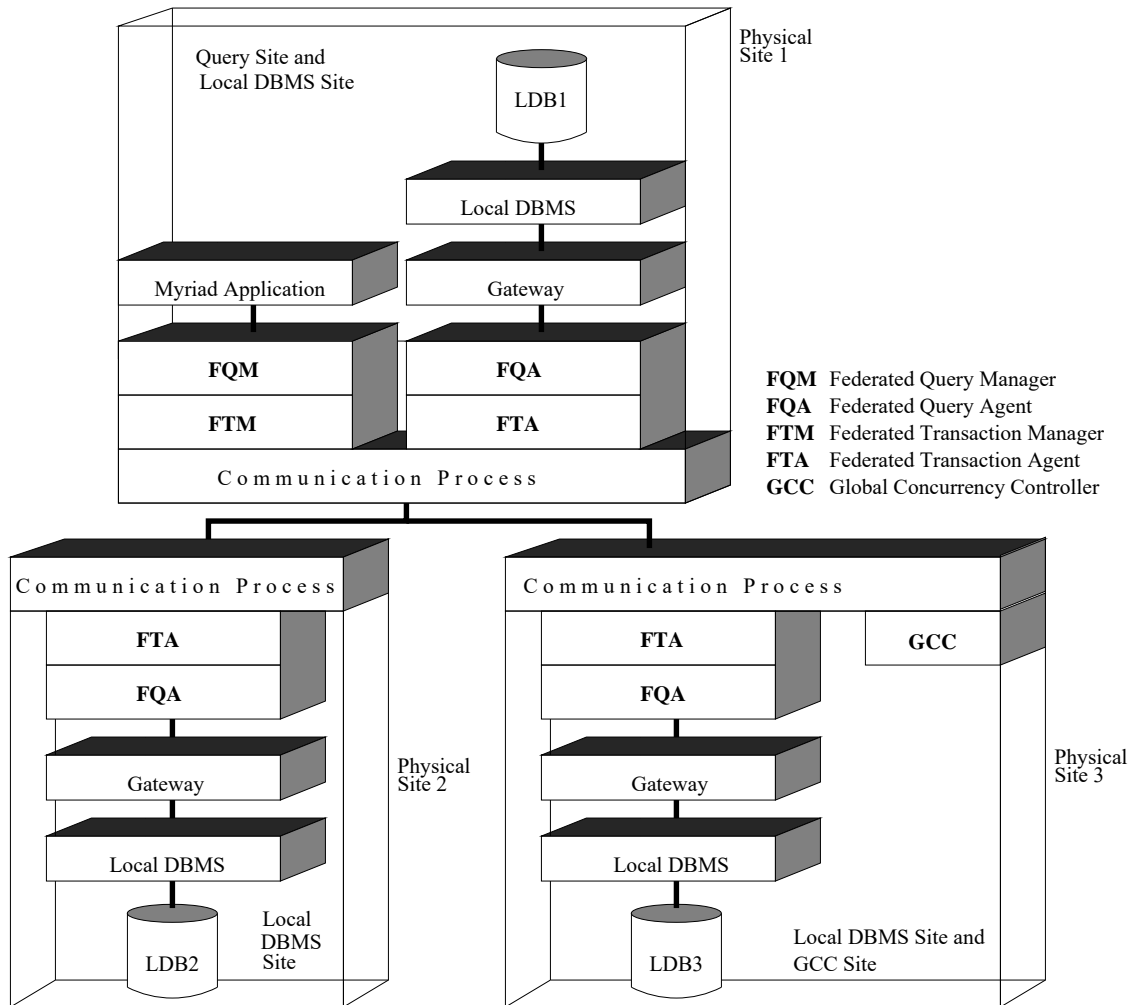 Physical
Site 1
Query Site and
Local DBMS Site
LDB1
Local DBMS
Myriad Application
Gateway
FQM
FQA
FTM
FTA
Communication Process
FQM Federated Query Manager
FQA Federated Query Agent
FTM Federated Transaction Manager
FTA Federated Transaction Agent
GCC Global Concurrency Controller
Communication Process
FTA
FQA
Gateway
Local DBMS
LDB2
Local
DBMS
Site
Physical
Site 2
Communication Process
FTA
GCC
FQA
Gateway
Local DBMS
LDB3
Local DBMS Site and
GCC Site
Physical
Site 3